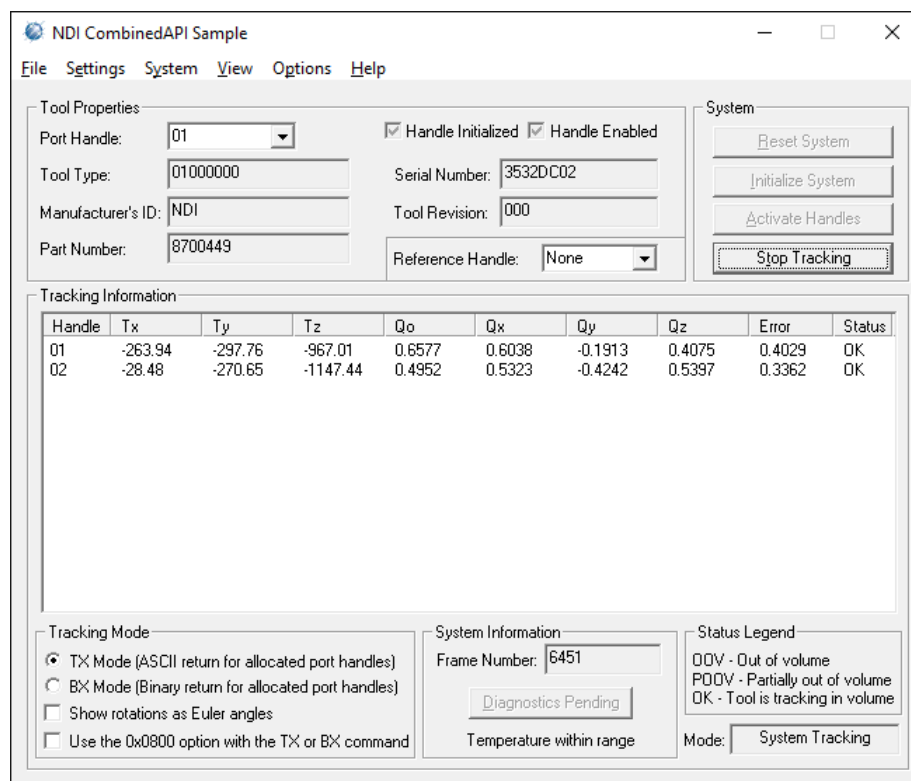 NDI CombinedAPI Sample
File Settings System View Options Help
Tool Properties
Port Handle: 01
Handle Initialized Handle Enabled
Tool Type: 01000000
Serial Number: 3532DC02
Manufacturer's ID: NDI
Tool Revision: 000
Part Number: 8700449
Reference Handle: None
System
Reset System
Initialize System
Activate Handles
Stop Tracking
Tracking Information
Handle Tx Ty Tz Qo Qx Qy Qz Error Status
01 -263.94 -297.76 -967.01 0.6577 0.6038 -0.1913 0.4075 0.4029 OK
02 -28.48 -270.65 -1147.44 0.4952 0.5323 -0.4242 0.5397 0.3362 OK
Tracking Mode
TX Mode (ASCII return for allocated port handles)
BX Mode (Binary return for allocated port handles)
Show rotations as Euler angles
Use the 0x0800 option with the TX or BX command
System Information
Frame Number: 6451
Diagnostics Pending
Temperature within range
Status Legend
OOV - Out of volume
POOV - Partially out of volume
OK - Tool is tracking in volume
Mode: System Tracking